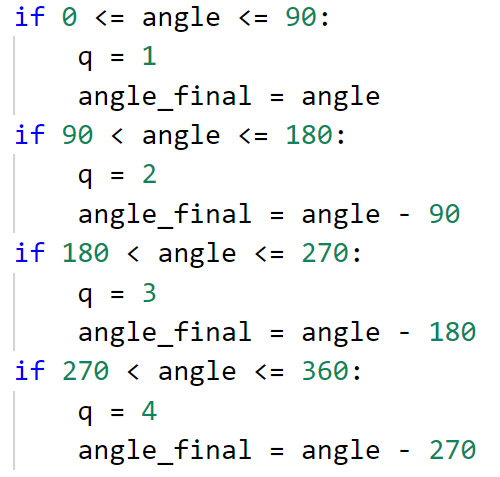 if 0 <= angle <= 90:
    q = 1
    angle_final = angle
if 90 < angle <= 180:
    q = 2
    angle_final = angle - 90
if 180 < angle <= 270:
    q = 3
    angle_final = angle - 180
if 270 < angle <= 360:
    q = 4
    angle_final = angle - 270